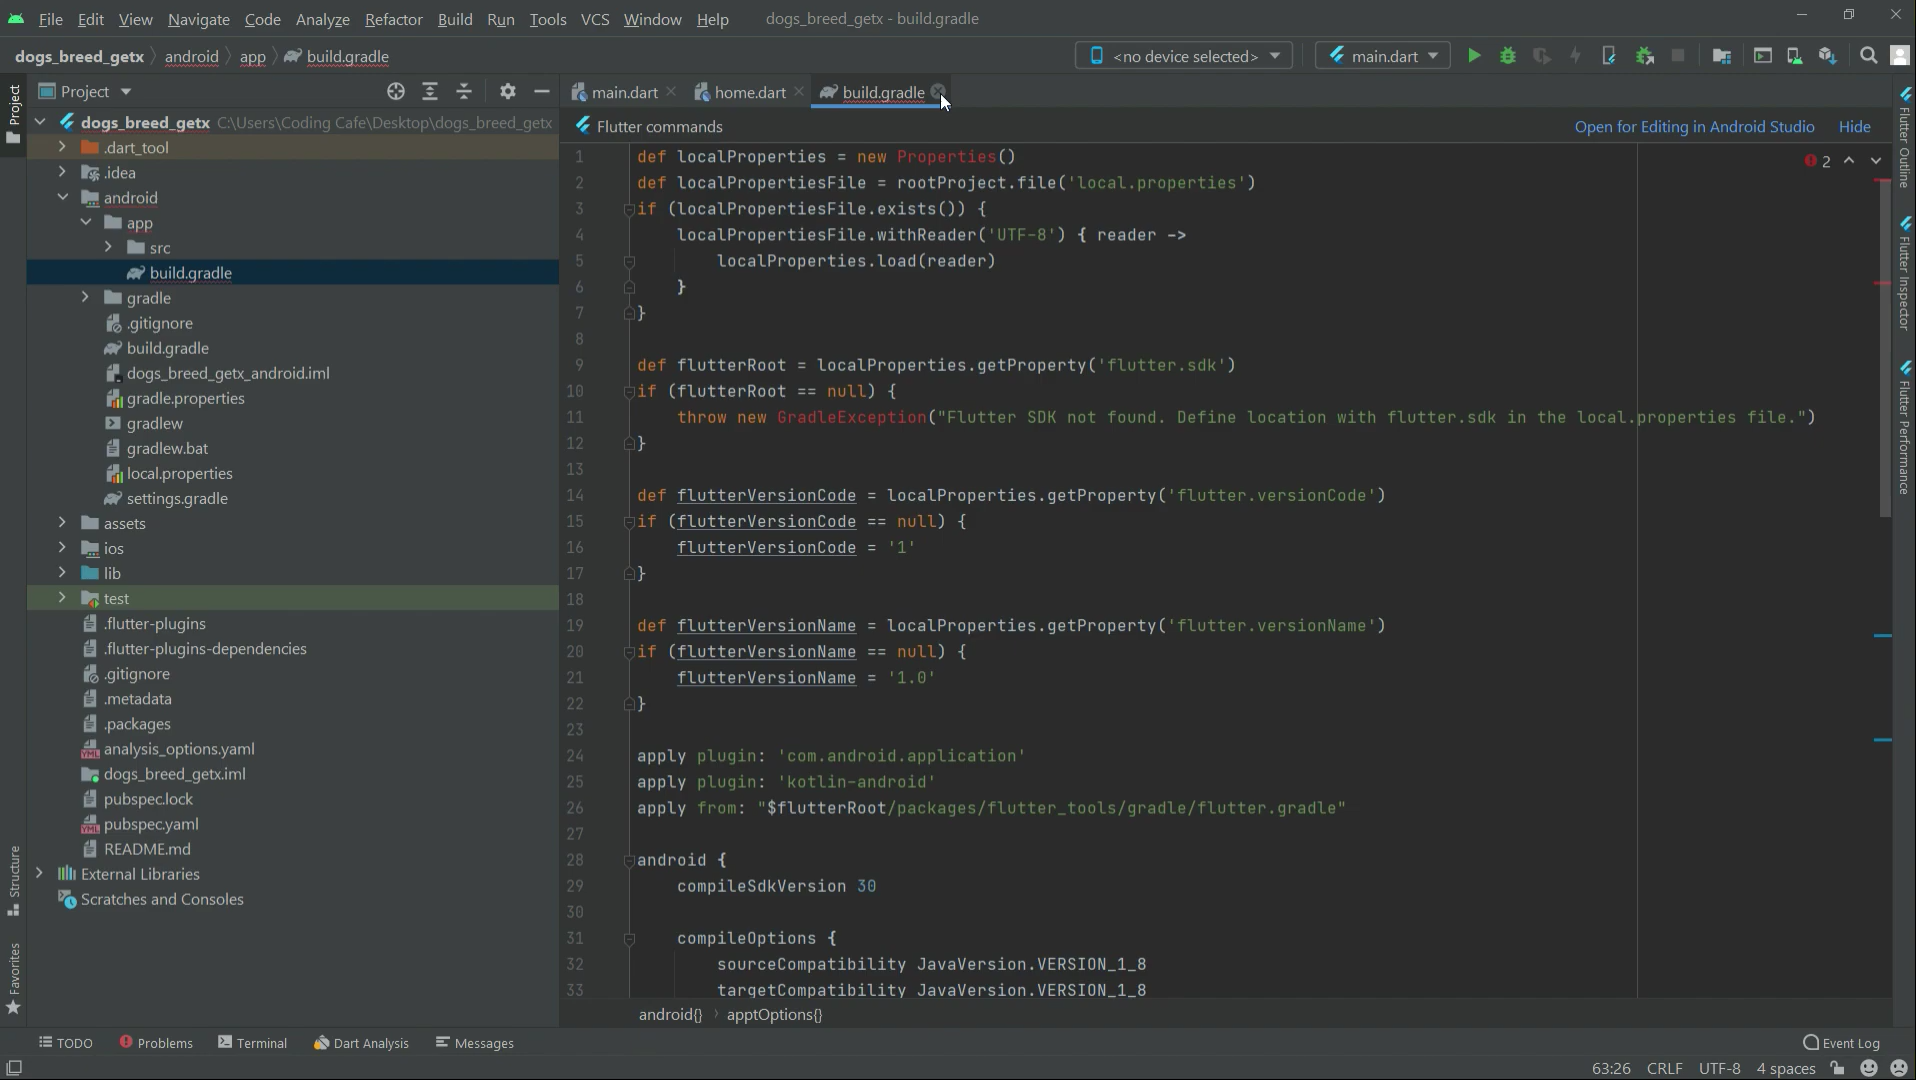 File Edit View Navigate Code Analyze Refactor Build Run Tools VCS Window Help dogs_breed_getx - build.gradle
dogs_breed_getx android app build.gradle <no device selected> main.dart
Project
main.dart home.dart build.gradle
Flutter commands Open for Editing in Android Studio Hide
Project
Structure
Favorites
dogs_breed_getx C:\Users\Coding Cafe\Desktop\dogs_breed_getx
.dart_tool
.idea
android
app
src
build.gradle
gradle
.gitignore
build.gradle
dogs_breed_getx_android.iml
gradle.properties
gradlew
gradlew.bat
local.properties
settings.gradle
assets
ios
lib
test
.flutter-plugins
.flutter-plugins-dependencies
.gitignore
.metadata
.packages
analysis_options.yaml
dogs_breed_getx.iml
pubspec.lock
pubspec.yaml
README.md
External Libraries
Scratches and Consoles
1 def localProperties = new Properties()
2 def localPropertiesFile = rootProject.file('local.properties')
3 if (localPropertiesFile.exists()) {
4 localPropertiesFile.withReader('UTF-8') { reader ->
5 localProperties.load(reader)
6 }
7 }
8
9 def flutterRoot = localProperties.getProperty('flutter.sdk')
10 if (flutterRoot == null) {
11 throw new GradleException("Flutter SDK not found. Define location with flutter.sdk in the local.properties file.")
12 }
13
14 def flutterVersionCode = localProperties.getProperty('flutter.versionCode')
15 if (flutterVersionCode == null) {
16 flutterVersionCode = '1'
17 }
18
19 def flutterVersionName = localProperties.getProperty('flutter.versionName')
20 if (flutterVersionName == null) {
21 flutterVersionName = '1.0'
22 }
23
24 apply plugin: 'com.android.application'
25 apply plugin: 'kotlin-android'
26 apply from: "$flutterRoot/packages/flutter_tools/gradle/flutter.gradle"
27
28 android {
29 compileSdkVersion 30
30
31 compileOptions {
32 sourceCompatibility JavaVersion.VERSION_1_8
33 targetCompatibility JavaVersion.VERSION_1_8
2
Flutter Outline
Flutter Inspector
Flutter Performance
android{} apptOptions{}
TODO Problems Terminal Dart Analysis Messages Event Log
63:26 CRLF UTF-8 4 spaces